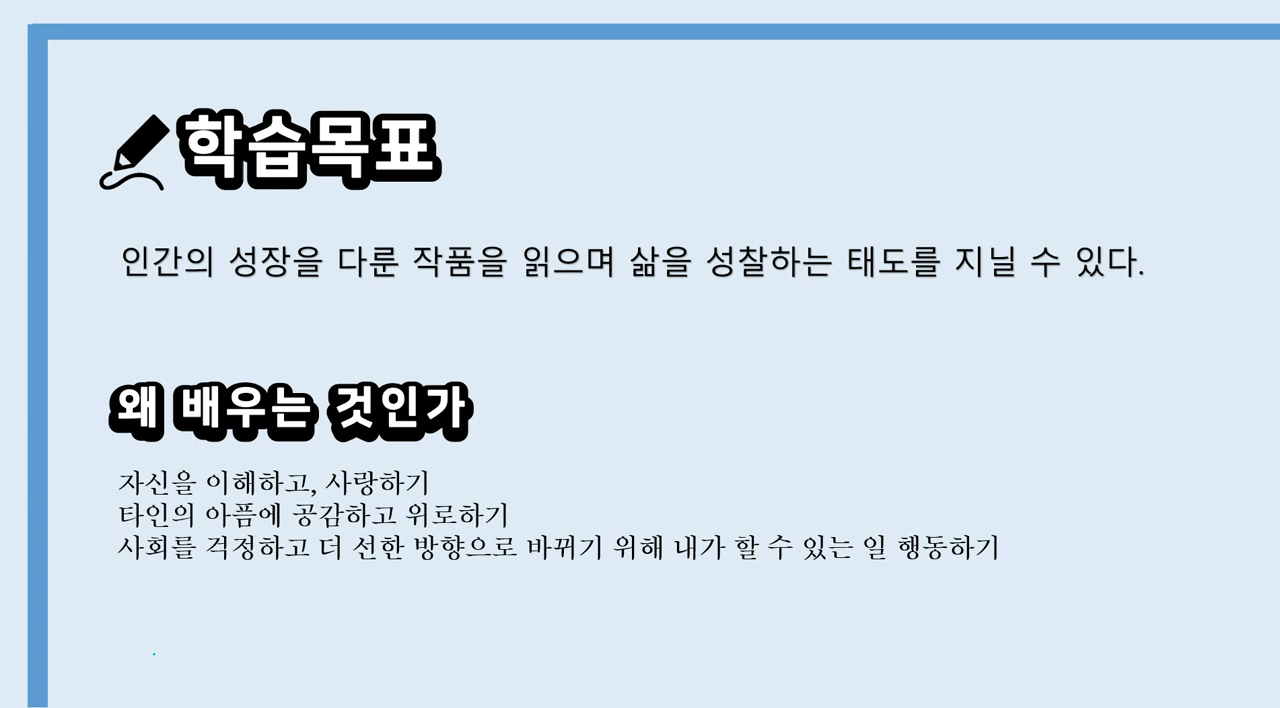 학습목표
인간의 성장을 다룬 작품을 읽으며 삶을 성찰하는 태도를 지닐 수 있다.
왜 배우는 것인가
자신을 이해하고, 사랑하기
타인의 아픔에 공감하고 위로하기
사회를 걱정하고 더 선한 방향으로 바뀌기 위해 내가 할 수 있는 일 행동하기